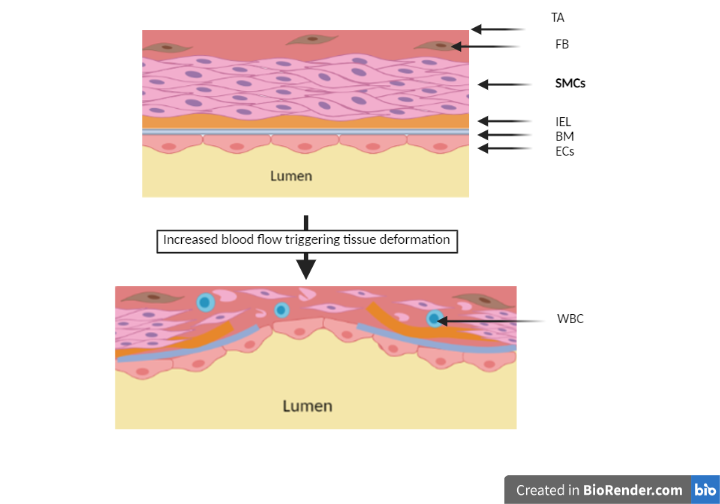 TA
FB
SMCs
IEL
BM
ECs
Lumen
Increased blood flow triggering tissue deformation
WBC
Lumen
Created in BioRender.com bio